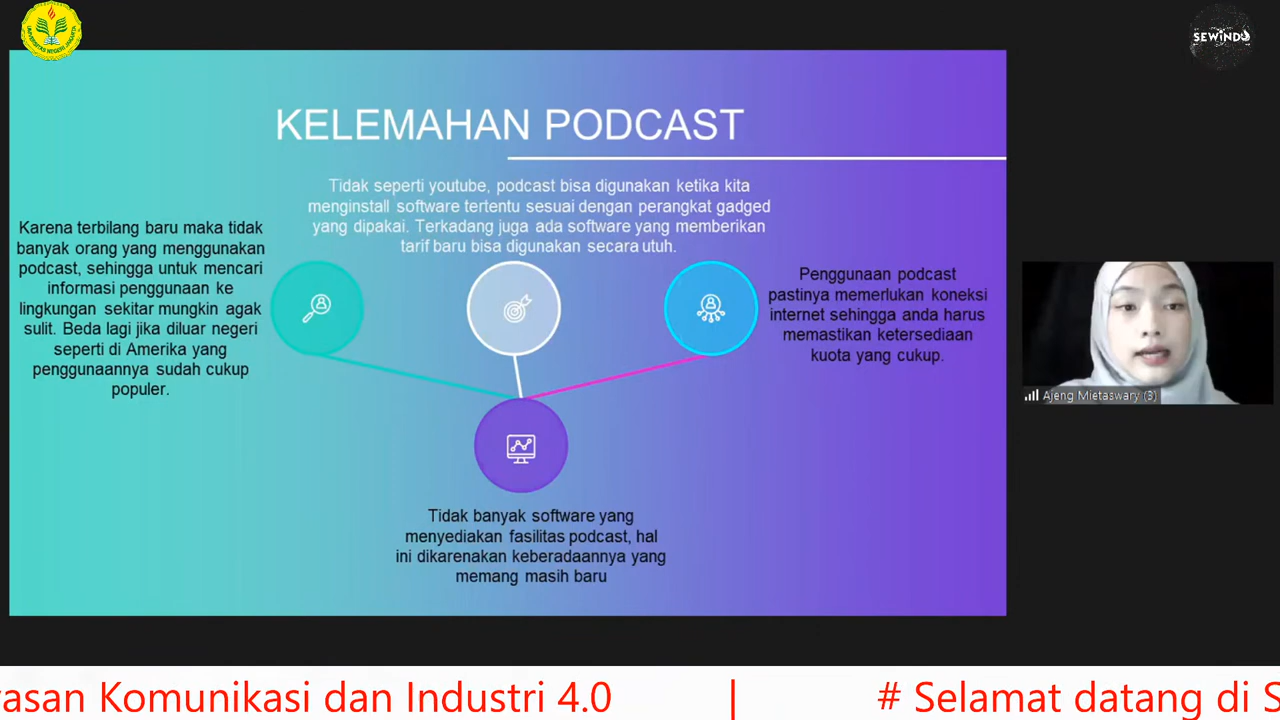 UNIVERSITAS NEGERI JAKARTA
SEWINDU
KELEMAHAN PODCAST
Tidak seperti youtube, podcast bisa digunakan ketika kita
menginstall software tertentu sesuai dengan perangkat gadged
yang dipakai. Terkadang juga ada software yang memberikan
tarif baru bisa digunakan secara utuh.
Karena terbilang baru maka tidak
banyak orang yang menggunakan
podcast, sehingga untuk mencari
informasi penggunaan ke
lingkungan sekitar mungkin agak
sulit. Beda lagi jika diluar negeri
seperti di Amerika yang
penggunaannya sudah cukup
populer.
Penggunaan podcast
pastinya memerlukan koneksi
internet sehingga anda harus
memastikan ketersediaan
kuota yang cukup.
Tidak banyak software yang
menyediakan fasilitas podcast, hal
ini dikarenakan keberadaannya yang
memang masih baru
Ajeng Mietaswary (3)
asan Komunikasi dan Industri 4.0 | # Selamat datang di S